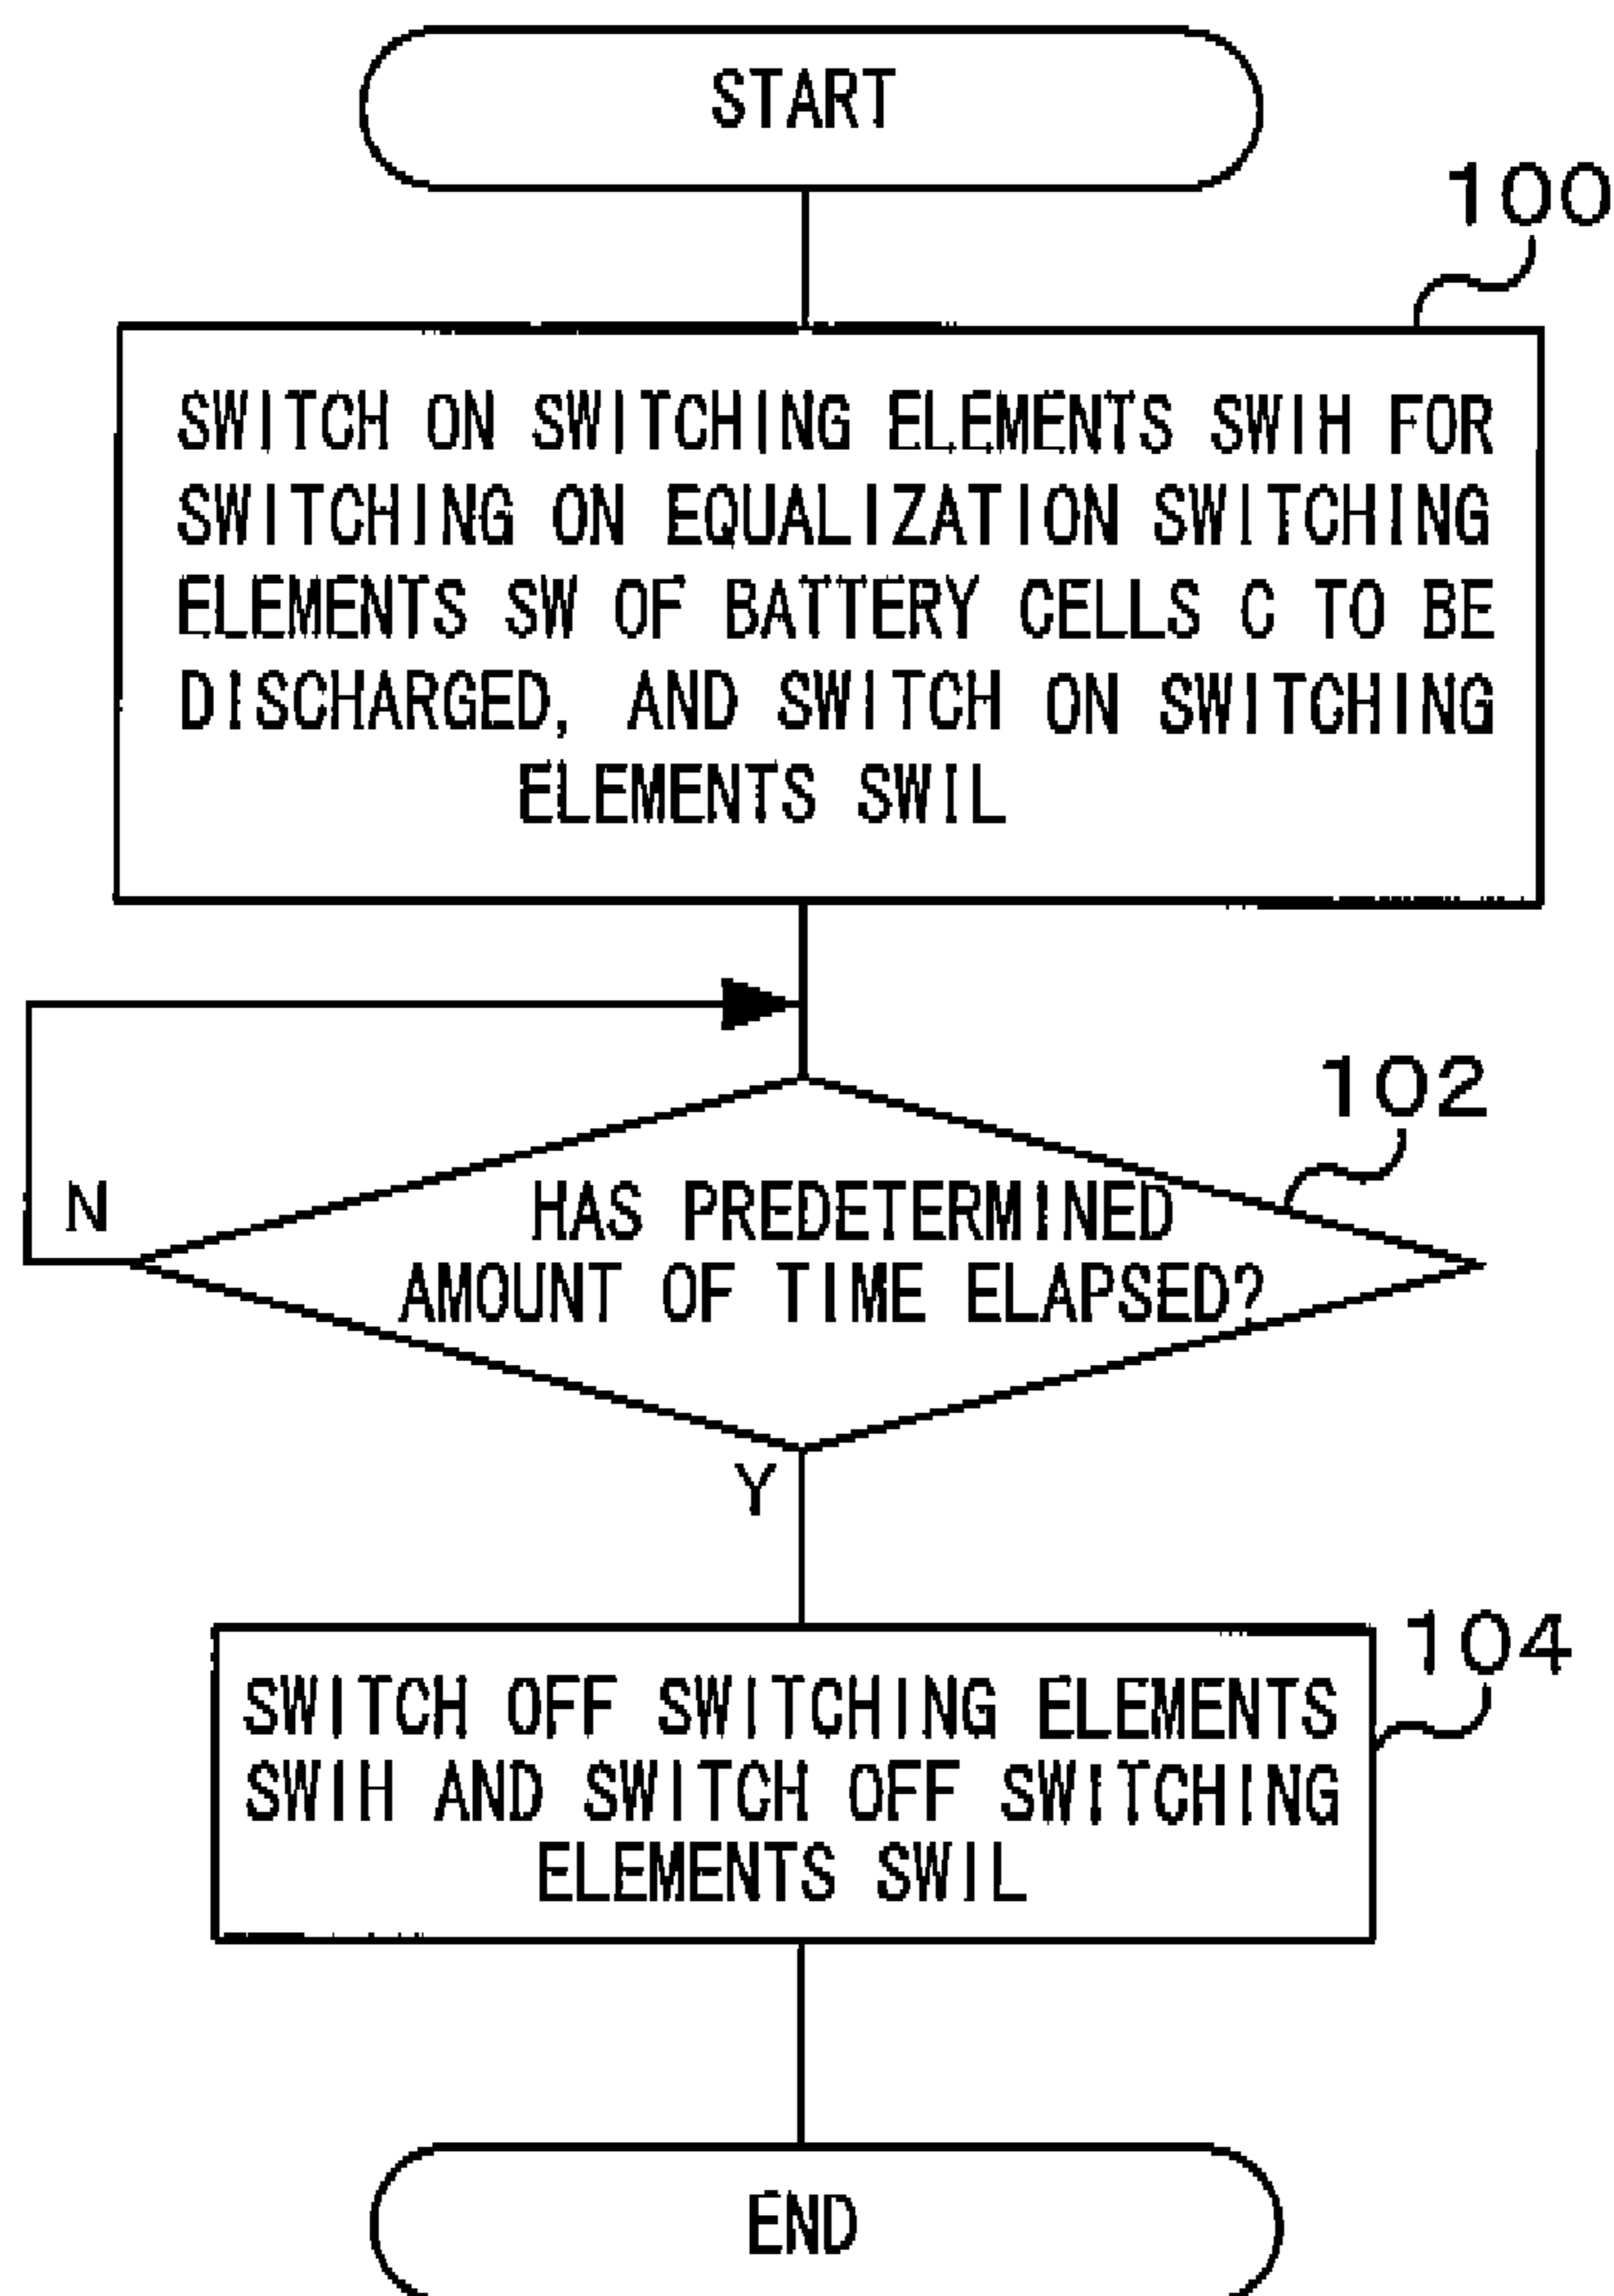 START
100
SWITCH ON SWITCHING ELEMENTS SWIH FOR
SWITCHING ON EQUALIZATION SWITCHING
ELEMENTS SW OF BATTERY CELLS C TO BE
DISCHARGED, AND SWITCH ON SWITCHING
ELEMENTS SWIL
102
N
HAS PREDETERMINED
AMOUNT OF TIME ELAPSED?
Y
104
SWITCH OFF SWITCHING ELEMENTS
SWIH AND SWITCH OFF SWITCHING
ELEMENTS SWIL
END